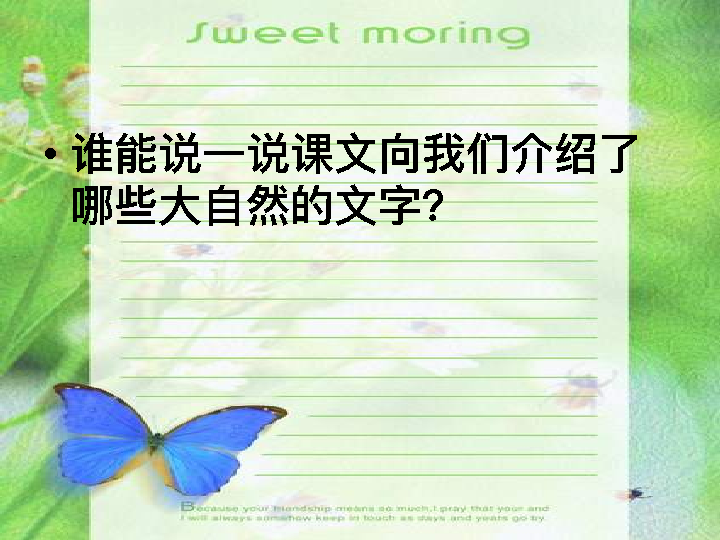 Sweet moring
• 谁能说一说课文向我们介绍了
哪些大自然的文字？
Because your friendship means so much,I pray that your and
I will always somehow keep in touch as days and years go by.